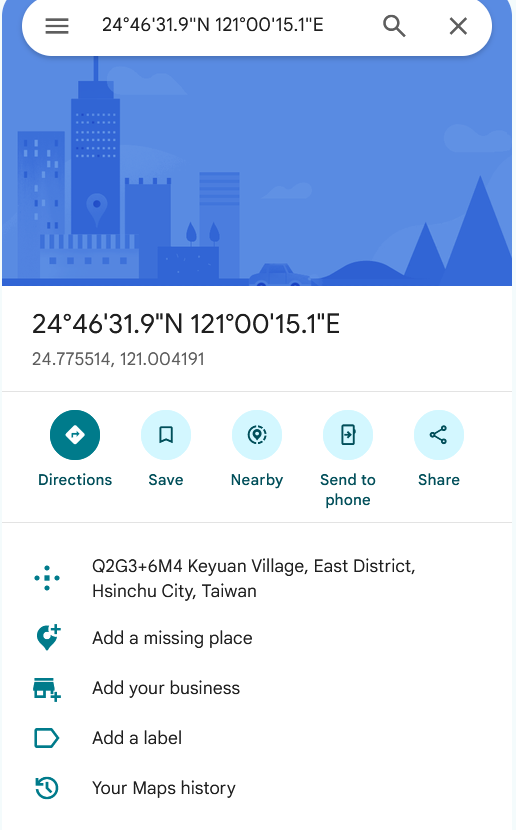 24°46'31.9"N 121°00'15.1"E
24°46'31.9"N 121°00'15.1"E
24.775514, 121.004191
Directions
Save
Nearby
Send to
phone
Share
Q2G3+6M4 Keyuan Village, East District,
Hsinchu City, Taiwan
Add a missing place
Add your business
Add a label
Your Maps history